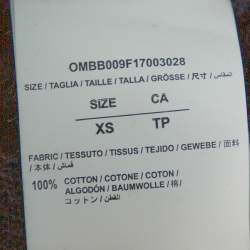 OMBB009F17003028
SIZE / TAGLIA / TAILLE / TALLA / GRÖSSE / 尺寸 / المقاس
SIZE CA
XS TP
FABRIC / TESSUTO / TISSUS / TEJIDO / GEWEBE / 面料
/ 本体 / قماش
100% COTTON / COTONE / COTON /
ALGODÓN / BAUMWOLLE / 棉/
コットン / القطن